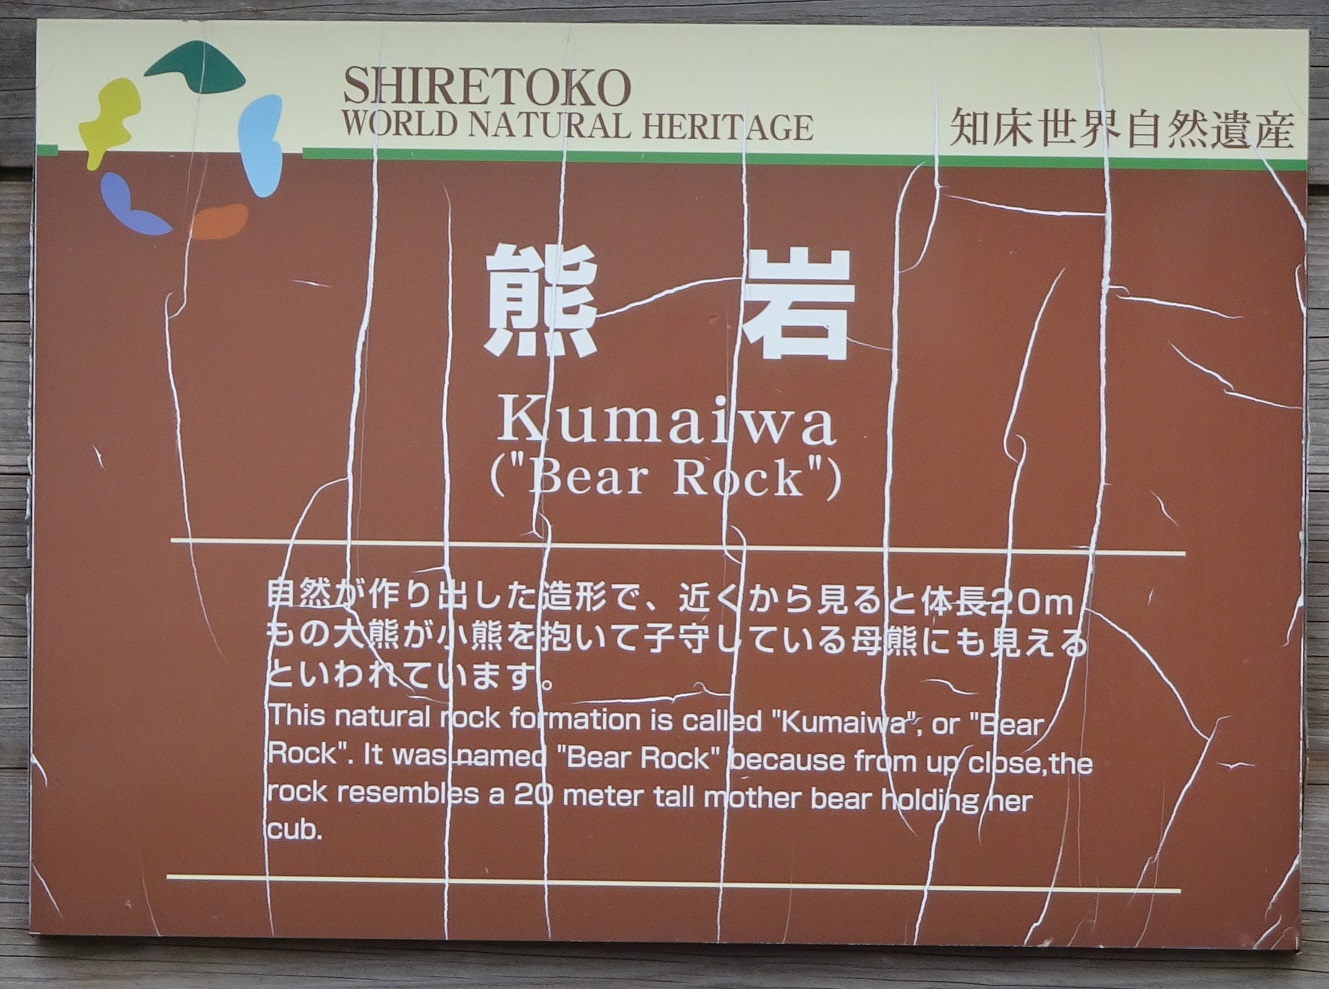 SHIRETOKO
WORLD NATURAL HERITAGE
知床世界自然遺産
熊 岩
Kumaiwa
("Bear Rock")
自然が作り出した造形で、近くから見ると体長20m
もの大熊が小熊を抱いて子守している母熊にも見える
といわれています。
This natural rock formation is called "Kumaiwa", or "Bear
Rock". It was named "Bear Rock" because from up close,the
rock resembles a 20 meter tall mother bear holding her
cub.